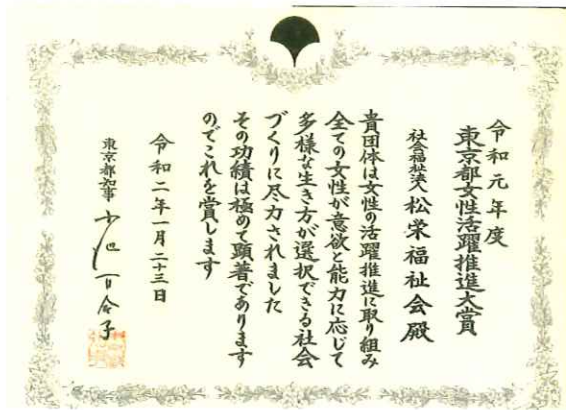 令和元年度
東京都女性活躍推進大賞
社会福祉法人 松栄福祉会殿
貴団体は女性の活躍推進に取り組み
全ての女性が意欲と能力に応じて
多様な生き方が選択できる社会
づくりに尽力されました
その功績は極めて顕著であります
のでこれを賞します
令和二年一月二十三日
東京都知事 小池百合子